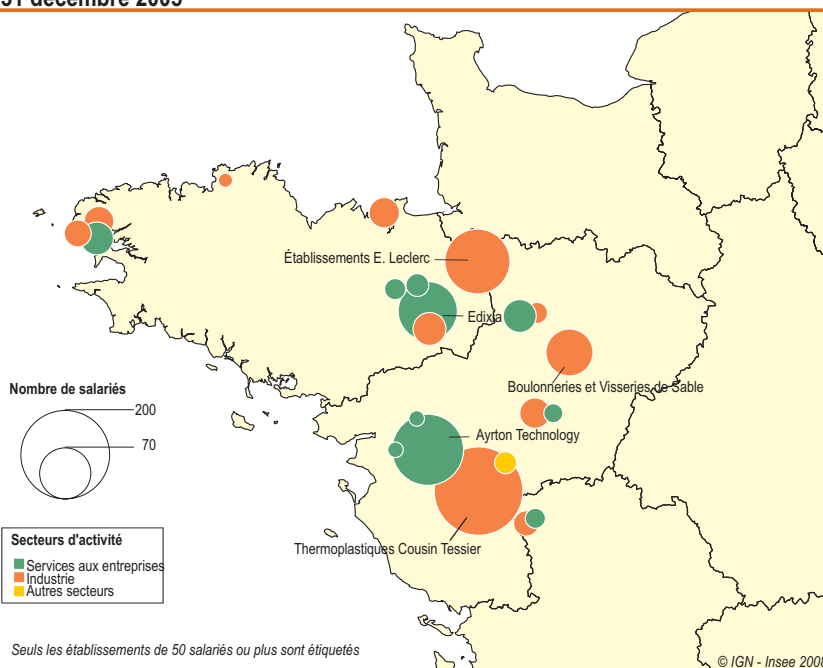 31 décembre 2005
Établissements E. Leclerc
Edixia
Boulonneries et Visseries de Sable
Nombre de salariés
200
70
Ayrton Technology
Thermoplastiques Cousin Tessier
Secteurs d'activité
Services aux entreprises
Industrie
Autres secteurs
Seuls les établissements de 50 salariés ou plus sont étiquetés
© IGN - Insee 2008